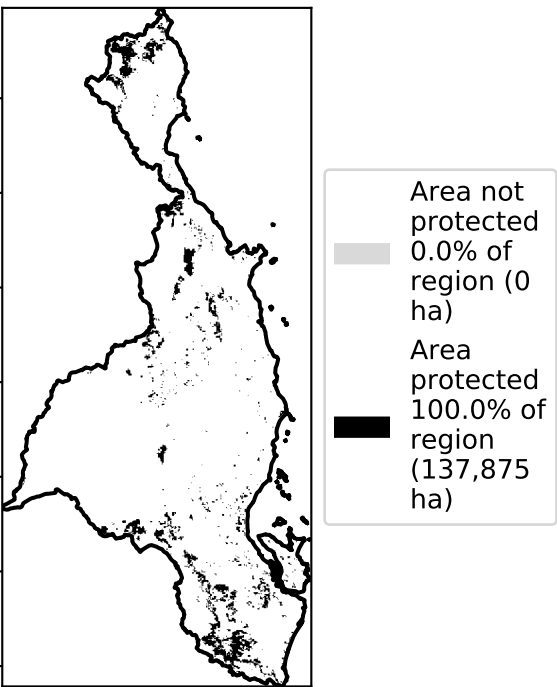 Area not
protected
0.0% of
region (0
ha)
Area
protected
100.0% of
region
(137,875
ha)